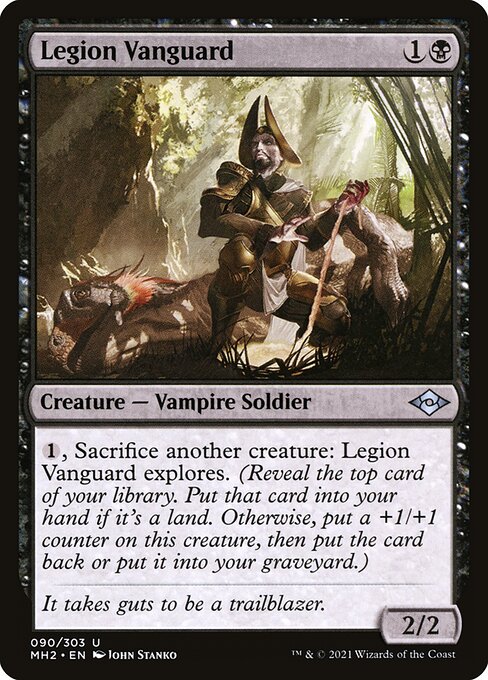 Legion Vanguard 1
Creature — Vampire Soldier
1, Sacrifice another creature: Legion
Vanguard explores. (Reveal the top card
of your library. Put that card into your
hand if it's a land. Otherwise, put a +1/+1
counter on this creature, then put the card
back or put it into your graveyard.)
It takes guts to be a trailblazer.
2/2
090/303 U
MH2 • EN John Stanko
™ & © 2021 Wizards of the Coast